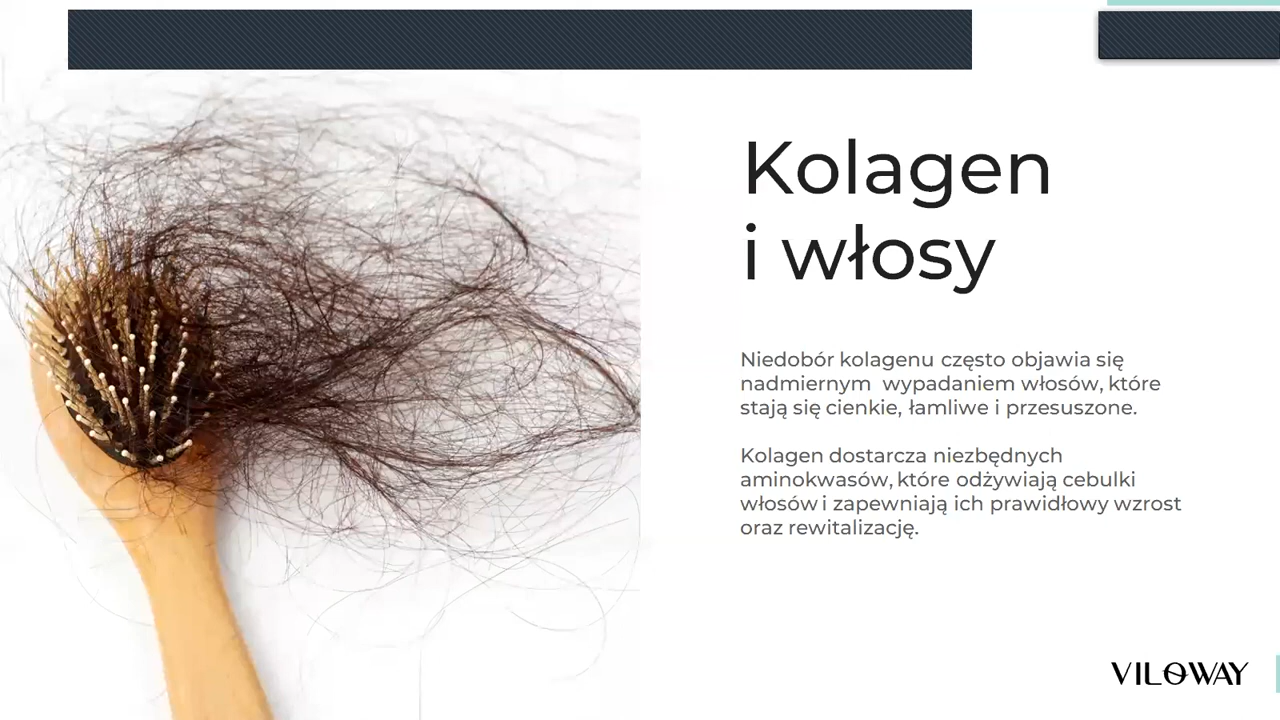 Kolagen
i włosy
Niedobór kolagenu często objawia się
nadmiernym wypadaniem włosów, które
stają się cienkie, łamliwe i przesuszone.
Kolagen dostarcza niezbędnych
aminokwasów, które odżywiają cebulki
włosów i zapewniają ich prawidłowy wzrost
oraz rewitalizację.
VILOWAY